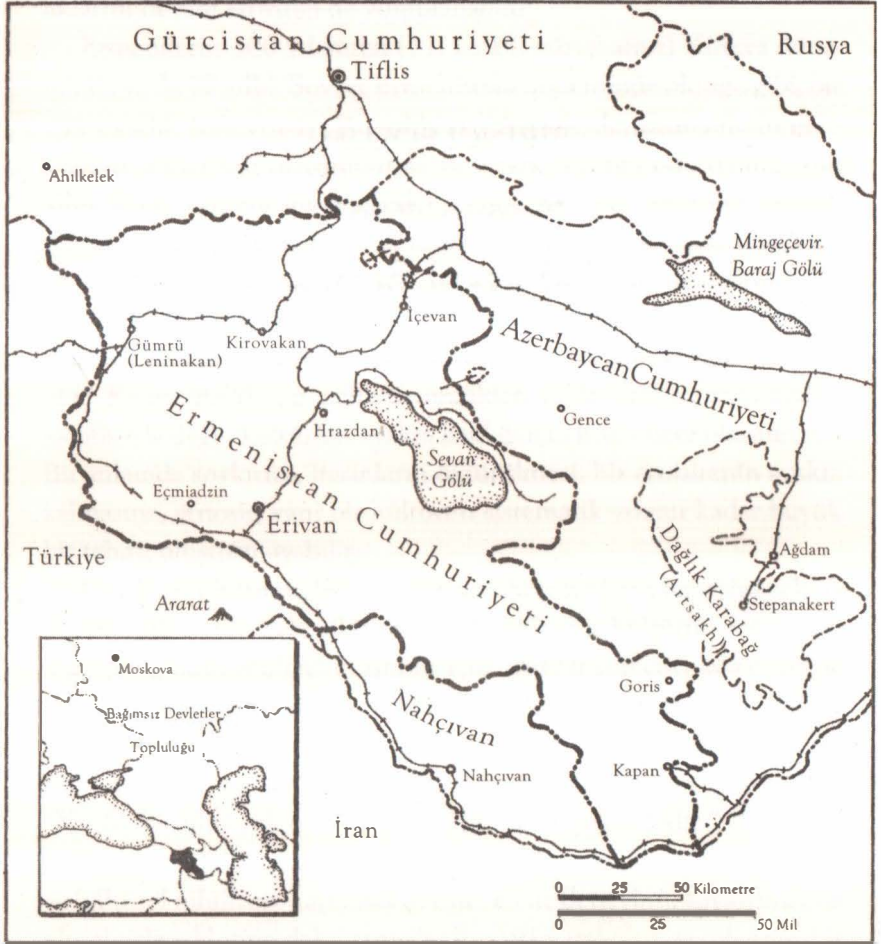 Gürcistan Cumhuriyeti
Rusya
Tiflis
Ahılkelek
Mingeçevir
Baraj Gölü
İçevan
Gümrü
(Leninakan)
Kirovakan
Azerbaycan Cumhuriyeti
Ermenistan Cumhuriyeti
Hrazdan
Gence
Sevan
Gölü
Eçmiadzin
Erivan
Türkiye
Dağlık Karabağ
(Artsakh)
Ağdam
Stepanakert
Ararat
Moskova
Bağımsız Devletler
Topluluğu
Goris
Nahçıvan
Nahçıvan
Kapan
İran
0 25 50 Kilometre
0 25 50 Mil